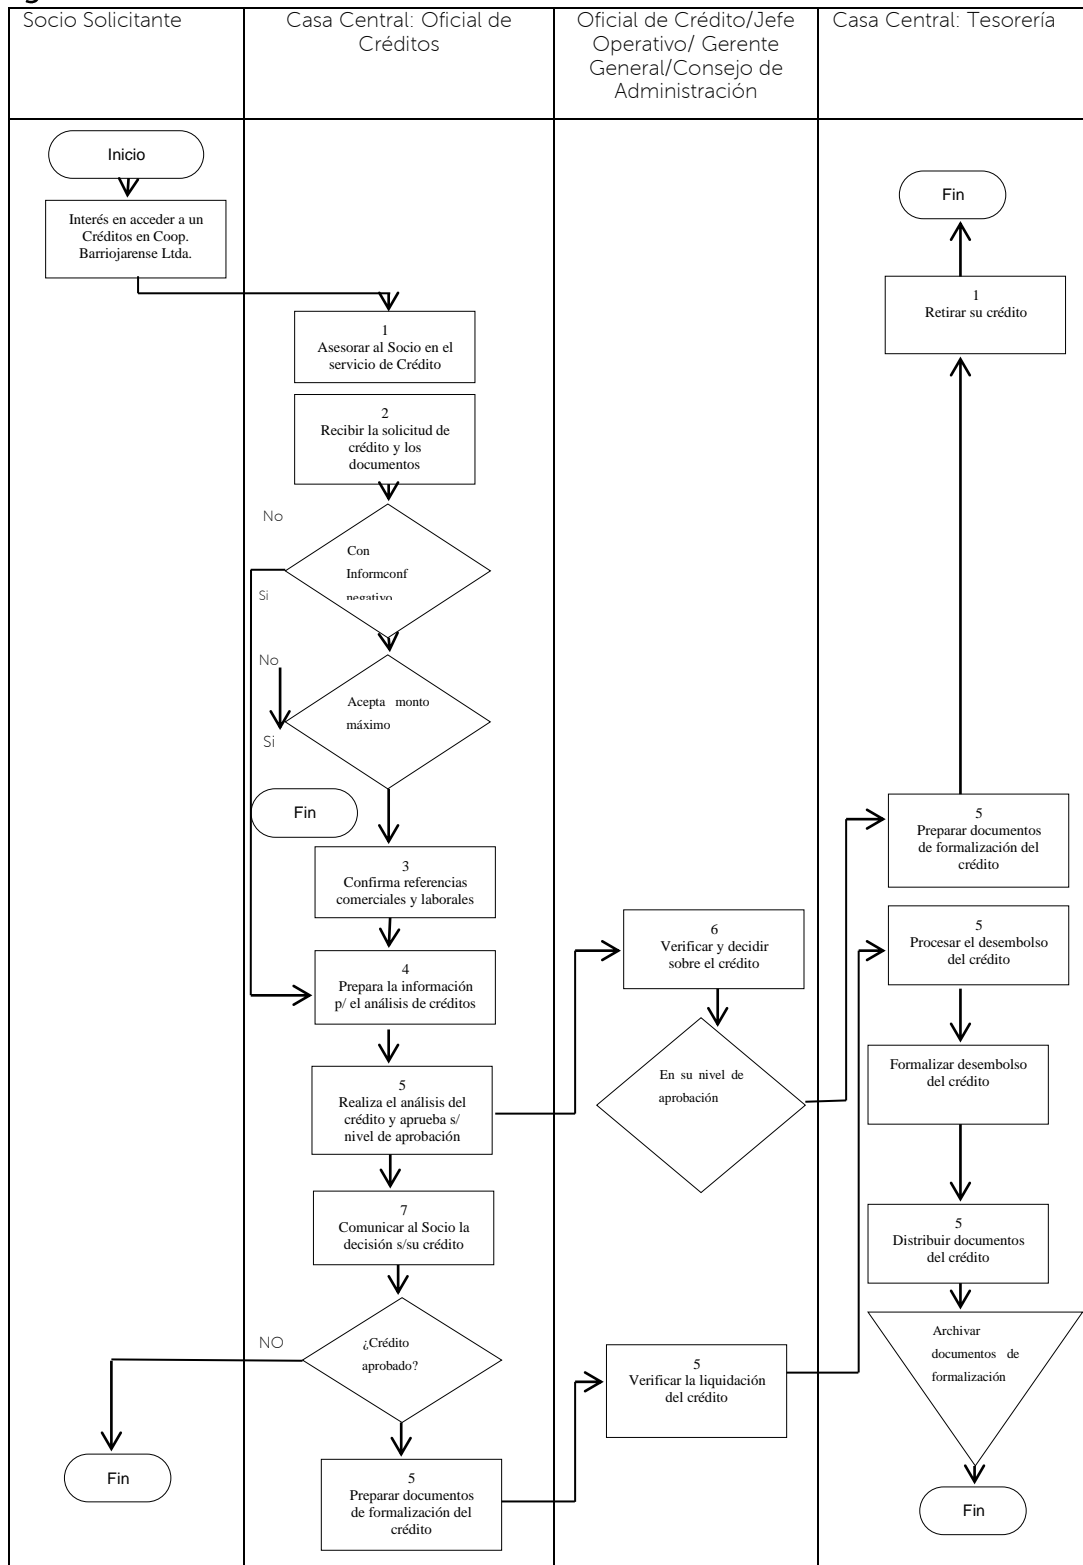 Socio Solicitante
Casa Central: Oficial de
Créditos
Oficial de Crédito/Jefe
Operativo/ Gerente
General/Consejo de
Administración
Casa Central: Tesorería
Inicio
Interés en acceder a un
Créditos en Coop.
Barriojarense Ltda.
1
Asesorar al Socio en el
servicio de Crédito
2
Recibir la solicitud de
crédito y los
documentos
No
Con
Informconf
negativo
Si
No
Acepta monto
máximo
Si
Fin
3
Confirma referencias
comerciales y laborales
4
Prepara la información
p/ el análisis de créditos
5
Realiza el análisis del
crédito y aprueba s/
nivel de aprobación
7
Comunicar al Socio la
decisión s/su crédito
NO
¿Crédito
aprobado?
Fin
5
Preparar documentos
de formalización del
crédito
6
Verificar y decidir
sobre el crédito
En su nivel de
aprobación
5
Verificar la liquidación
del crédito
Fin
1
Retirar su crédito
5
Preparar documentos
de formalización del
crédito
5
Procesar el desembolso
del crédito
Formalizar desembolso
del crédito
5
Distribuir documentos
del crédito
Archivar
documentos de
formalización
Fin